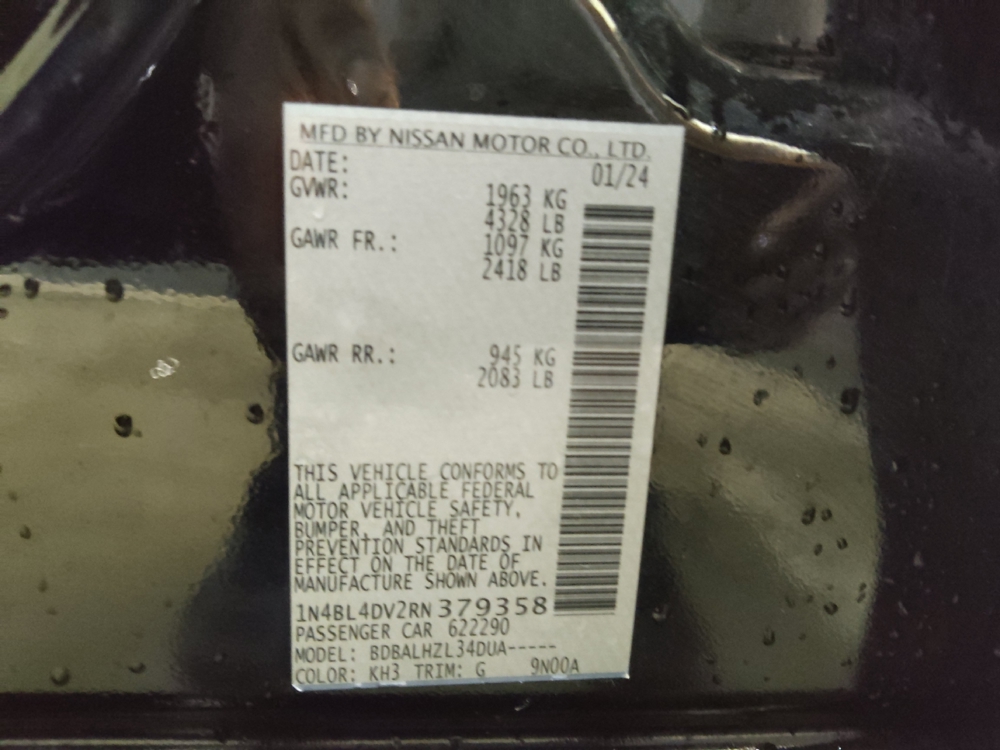 MFD BY NISSAN MOTOR CO., LTD.
DATE: 01/24
GVWR: 1963 KG
4328 LB
GAWR FR.: 1097 KG
2418 LB
GAWR RR.: 945 KG
2083 LB
THIS VEHICLE CONFORMS TO
ALL APPLICABLE FEDERAL
MOTOR VEHICLE SAFETY,
BUMPER, AND THEFT
PREVENTION STANDARDS IN
EFFECT ON THE DATE OF
MANUFACTURE SHOWN ABOVE.
1N4BL4DV2RN379358
PASSENGER CAR 622290
MODEL: BDBALHZL34DUA-----
COLOR: KH3 TRIM: G 9N00A